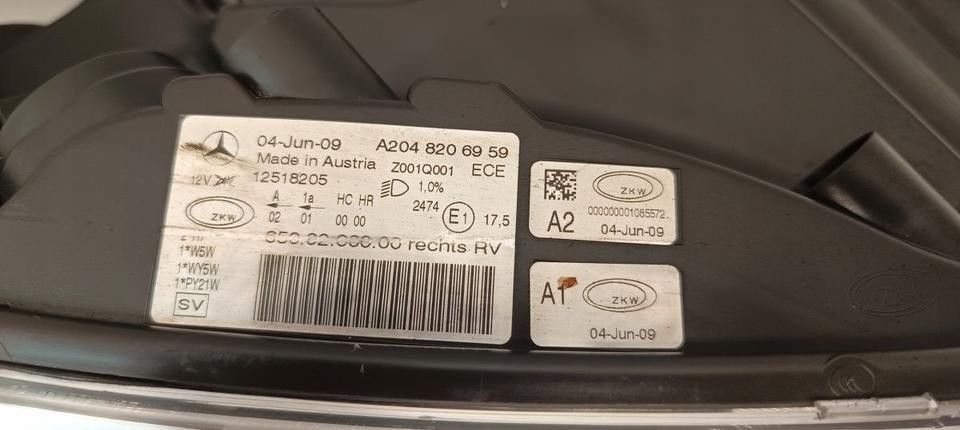 04-Jun-09 A204 820 69 59
Made in Austria Z001Q001 ECE
12V 12518205 1,0%
A 1a HC HR 2474 E1 17,5
ZKW 02 01 00 00
rechts RV
1*W5W
1*WY5W
1*PY21W
SV
ZKW
000000001085572
A2 04-Jun-09
A1 ZKW
04-Jun-09